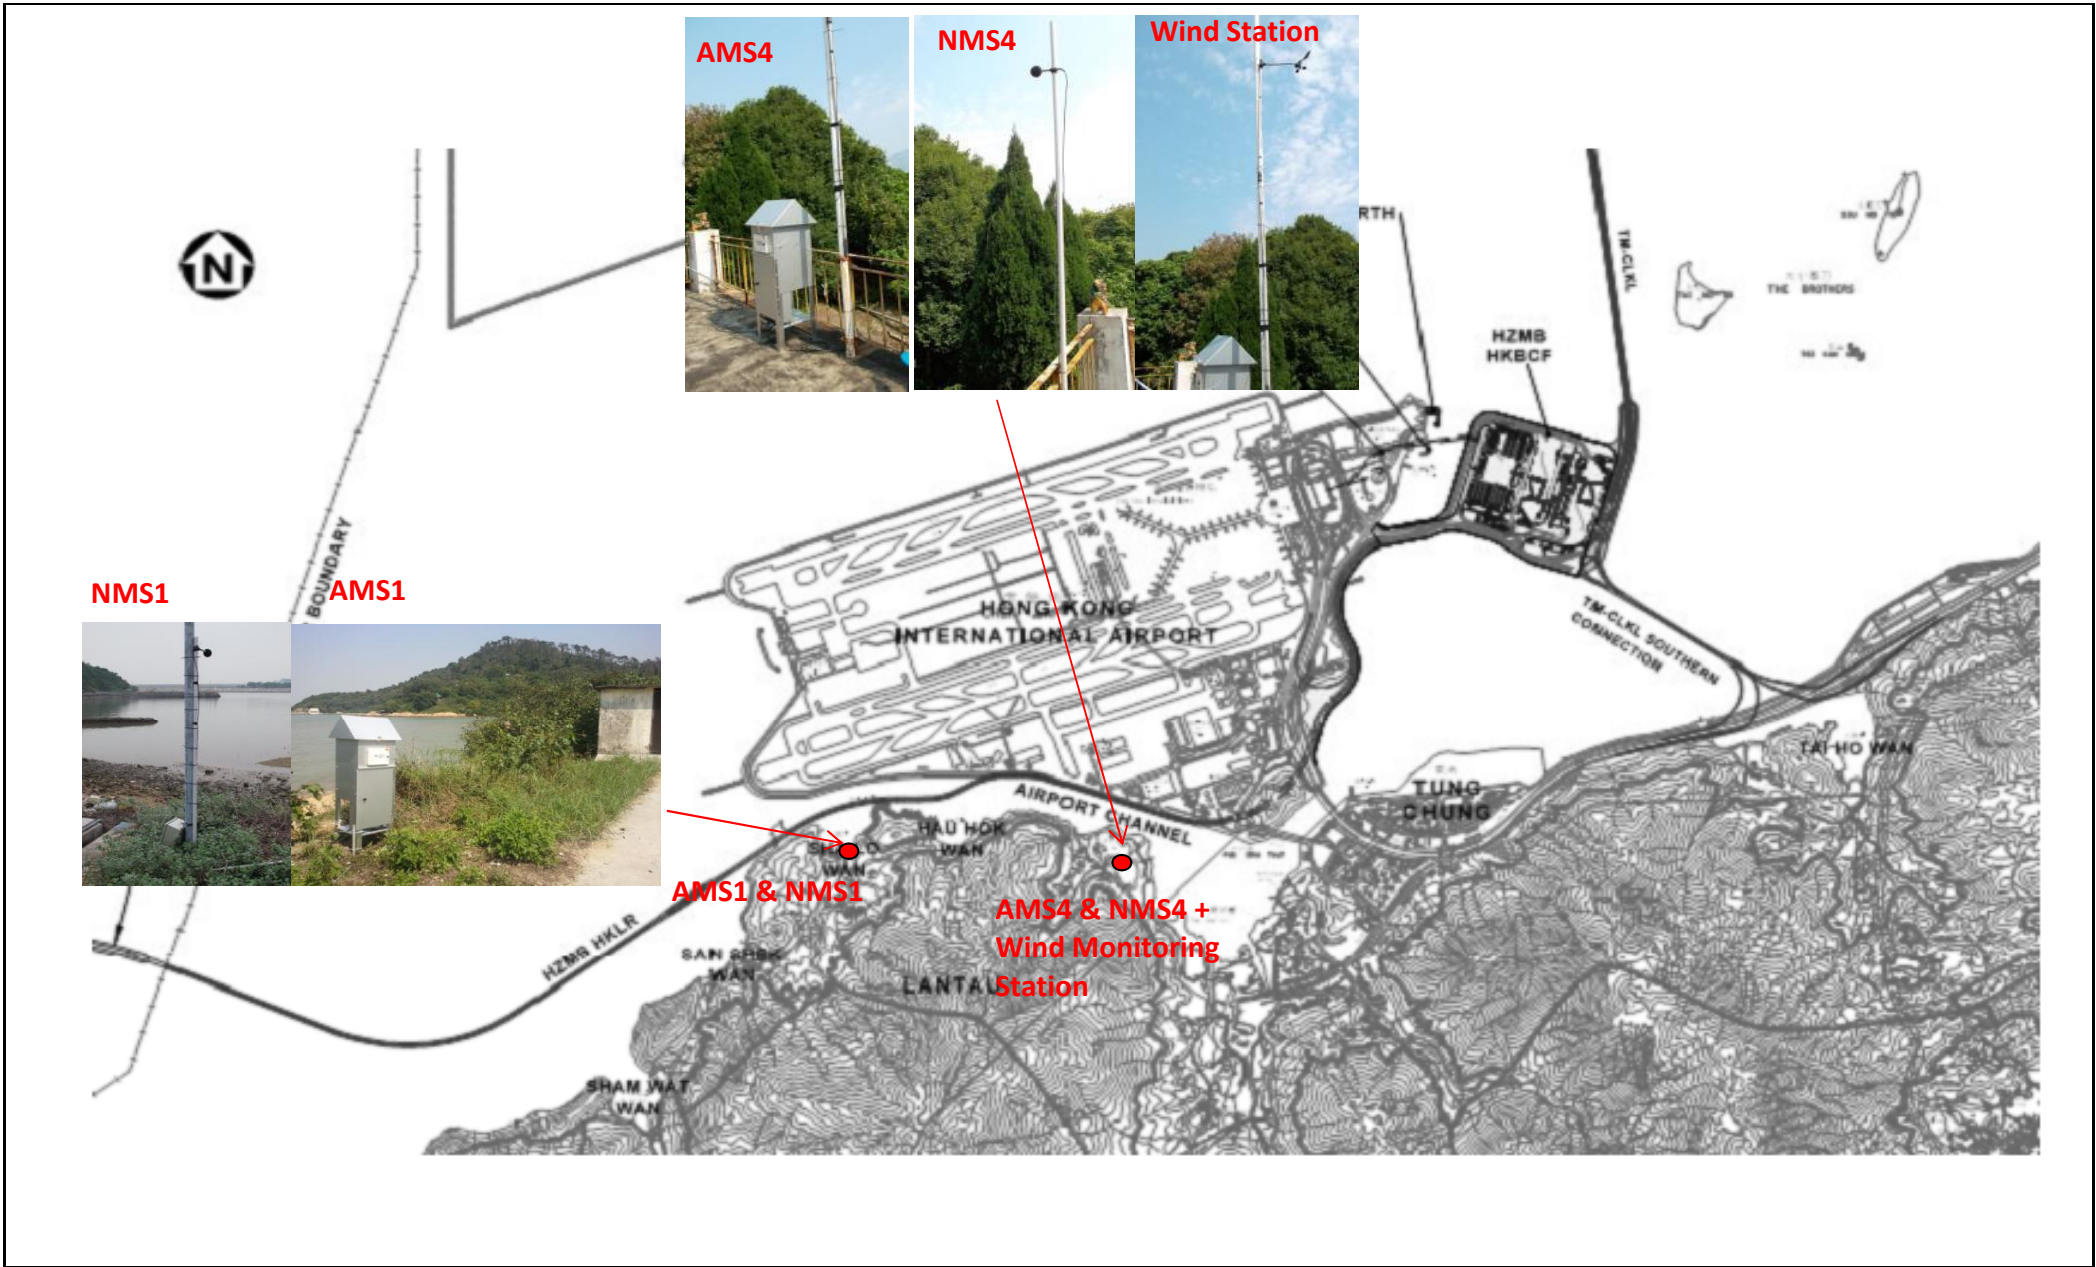 AMS4
NMS4
Wind Station
N
RTH
TM-CLKL
THE BROTHERS
HZMB
HKBCF
BOUNDARY
NMS1
AMS1
HONG KONG
INTERNATIONAL AIRPORT
TM-CLKL SOUTHERN
CONNECTION
TAI HO WAN
TUNG
CHUNG
AIRPORT CHANNEL
HAU HOK
WAN
WAN
AMS1 & NMS1
AMS4 & NMS4 +
Wind Monitoring
Station
HZMB HKLR
SAN SHEK
WAN
LANTAU
SHAM WAT
WAN